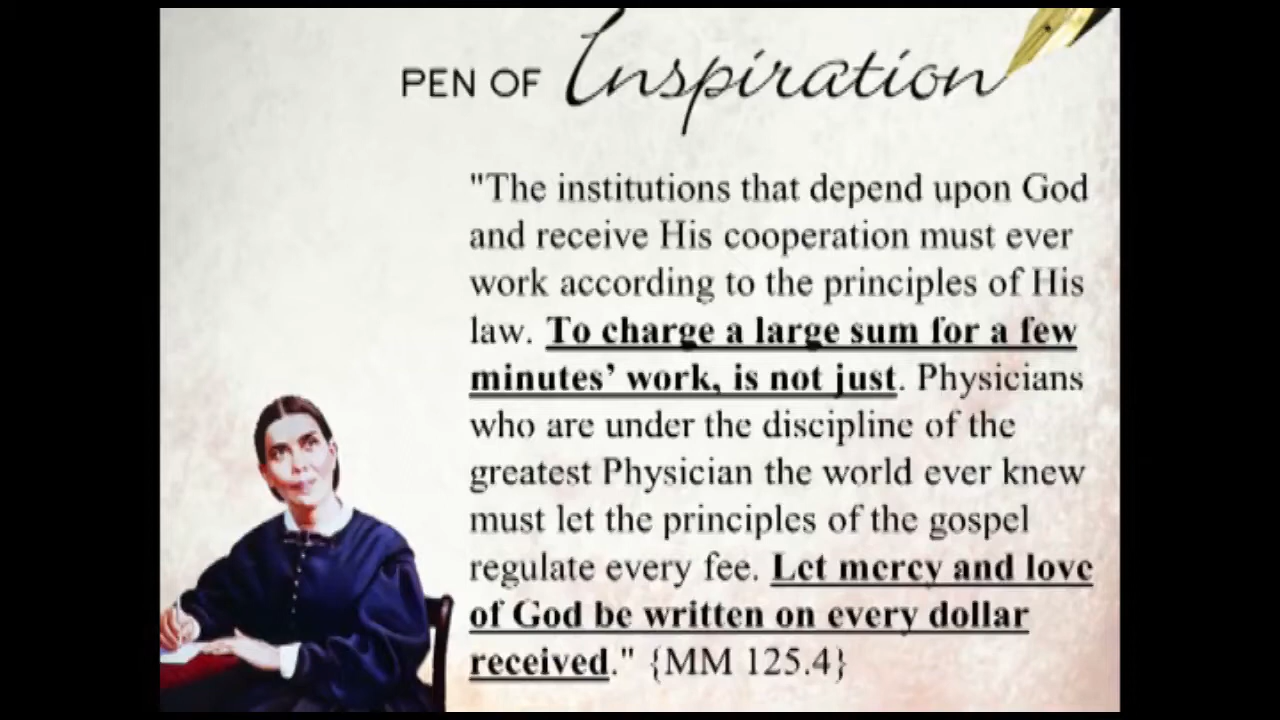 PEN OF Inspiration
"The institutions that depend upon God
and receive His cooperation must ever
work according to the principles of His
law. To charge a large sum for a few
minutes’ work, is not just. Physicians
who are under the discipline of the
greatest Physician the world ever knew
must let the principles of the gospel
regulate every fee. Let mercy and love
of God be written on every dollar
received." {MM 125.4}